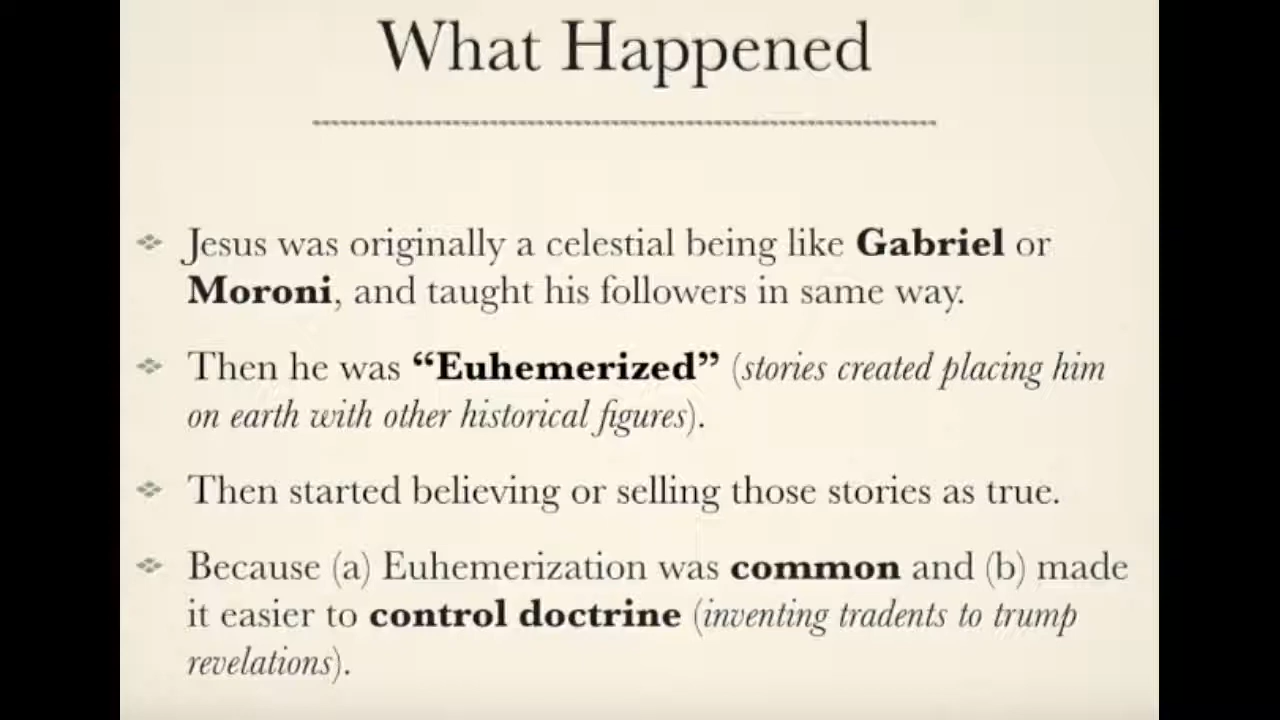 What Happened
Jesus was originally a celestial being like Gabriel or
Moroni, and taught his followers in same way.
Then he was “Euhemerized” (stories created placing him
on earth with other historical figures).
Then started believing or selling those stories as true.
Because (a) Euhemerization was common and (b) made
it easier to control doctrine (inventing tradents to trump
revelations).